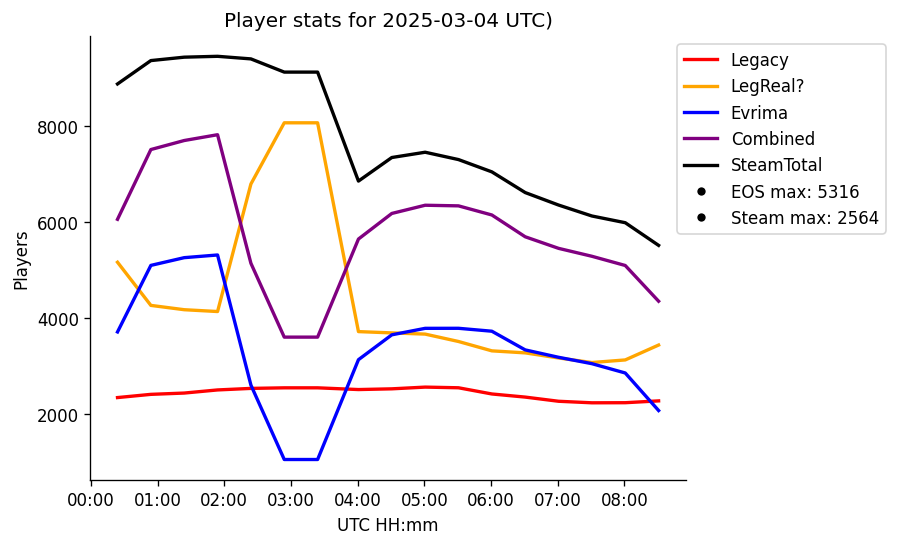 Player stats for 2025-03-04 UTC)
Legacy
LegReal?
Evrima
Combined
SteamTotal
EOS max: 5316
Steam max: 2564
Players
8000
6000
4000
2000
00:00 01:00 02:00 03:00 04:00 05:00 06:00 07:00 08:00
UTC HH:mm